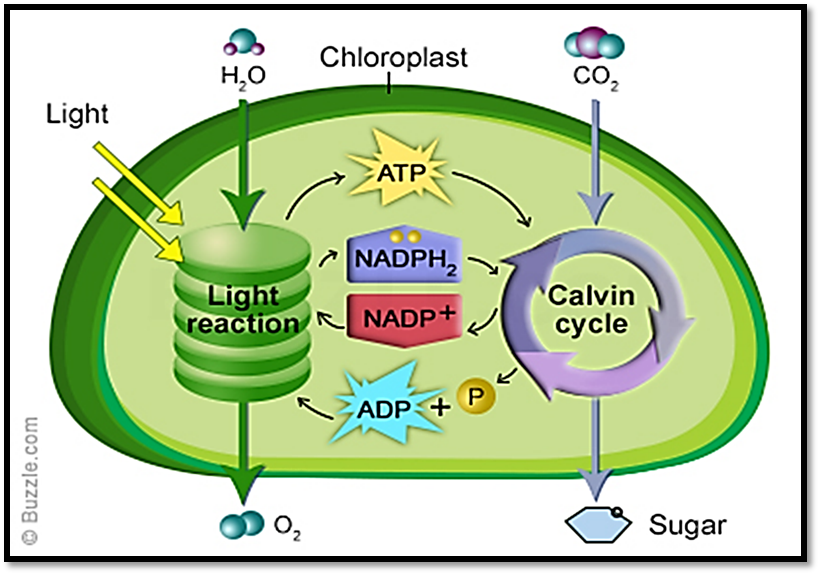 Chloroplast
H₂O
CO₂
Light
ATP
NADPH₂
Light
reaction
Calvin
cycle
NADP⁺
ADP + P
O₂
Sugar
© Buzzle.com